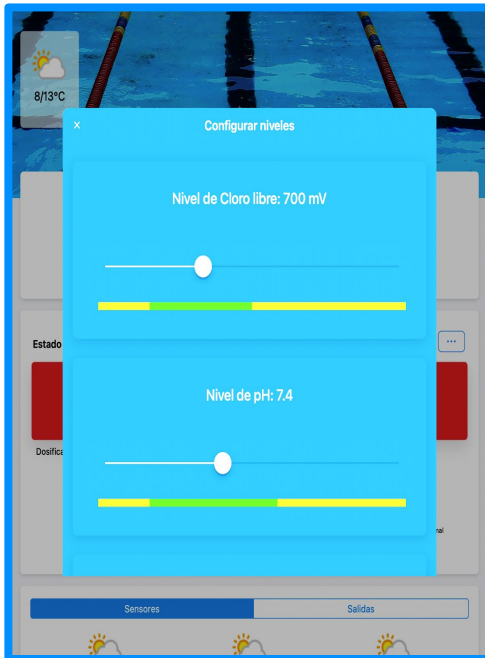 8/13°C
×
Configurar niveles
Nivel de Cloro libre: 700 mV
Estado
...
Nivel de pH: 7.4
Dosifica
nal
Sensores
Salidas